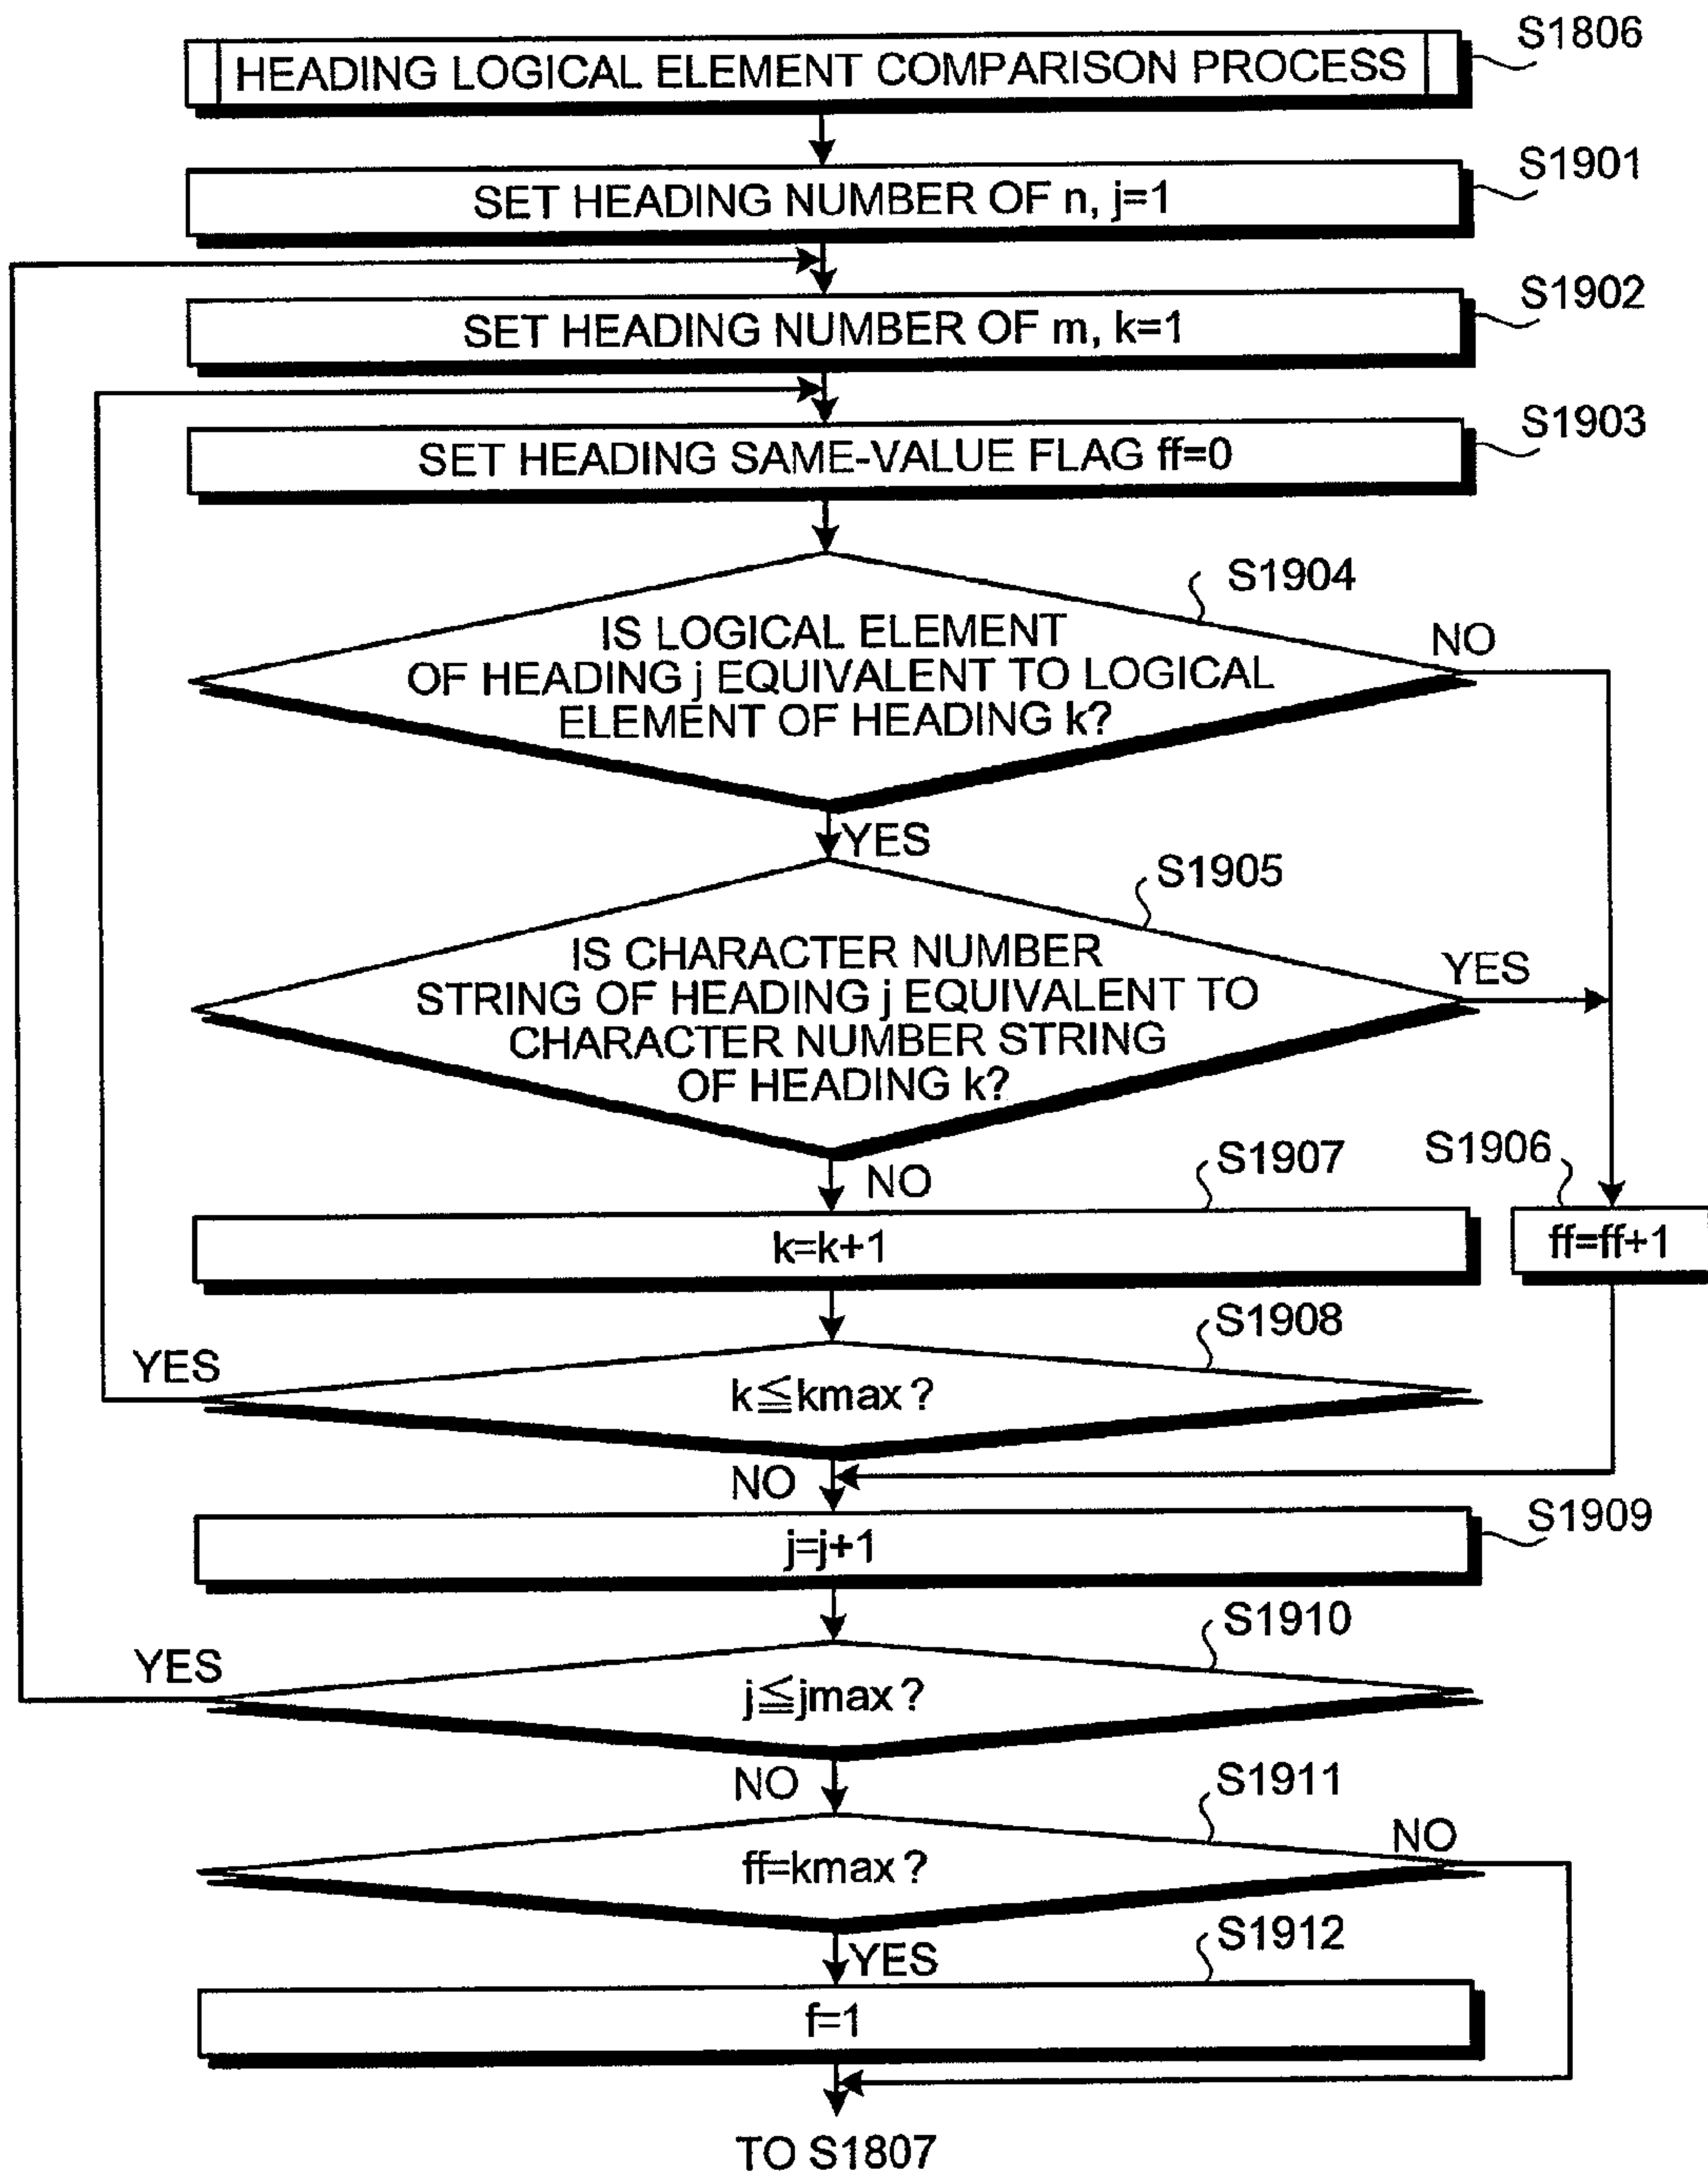 S1806
HEADING LOGICAL ELEMENT COMPARISON PROCESS
S1901
SET HEADING NUMBER OF n, j=1
S1902
SET HEADING NUMBER OF m, k=1
S1903
SET HEADING SAME-VALUE FLAG ff=0
S1904
IS LOGICAL ELEMENT
OF HEADING j EQUIVALENT TO LOGICAL
ELEMENT OF HEADING k?
NO
YES
S1905
IS CHARACTER NUMBER
STRING OF HEADING j EQUIVALENT TO
CHARACTER NUMBER STRING
OF HEADING k?
YES
NO
S1907
S1906
k=k+1
ff=ff+1
S1908
YES
k≦kmax?
NO
S1909
j=j+1
S1910
YES
j≦jmax?
NO
S1911
NO
ff=kmax?
YES
S1912
f=1
TO S1807